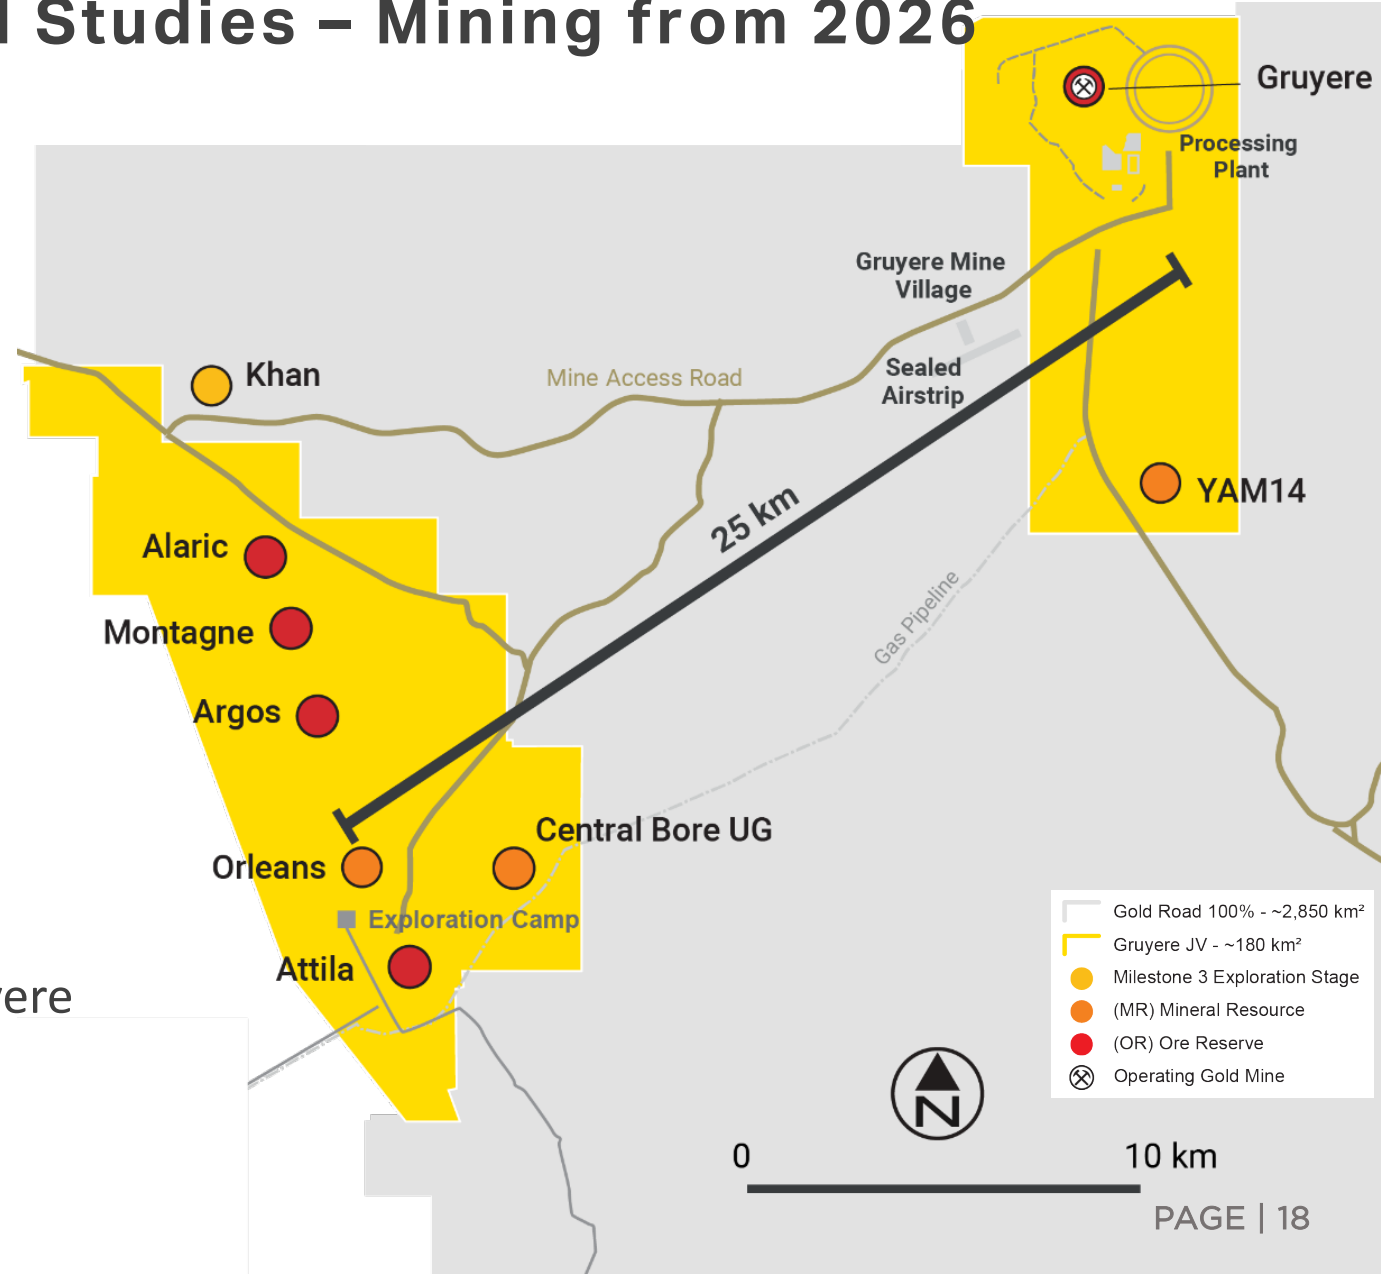 Studies – Mining from 2026
Gruyere
Processing
Plant
Gruyere Mine
Village
Sealed
Airstrip
Khan
Mine Access Road
25 km
YAM14
Alaric
Montagne
Argos
Gas Pipeline
Central Bore UG
Orleans
Exploration Camp
Attila
Gold Road 100% - ~2,850 km²
Gruyere JV - ~180 km²
Milestone 3 Exploration Stage
(MR) Mineral Resource
(OR) Ore Reserve
Operating Gold Mine
N
0
10 km
PAGE | 18